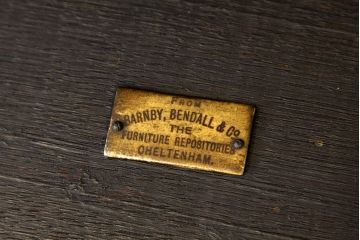 FROM
BARNBY, BENDALL & Co
THE
FURNITURE REPOSITORIES
CHELTENHAM.